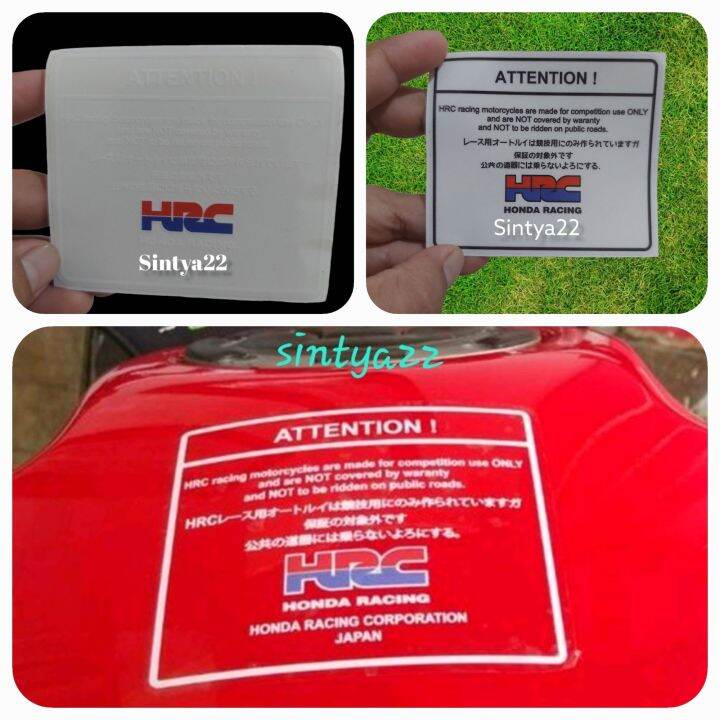 ATTENTION !
HRC
Sintya22
ATTENTION !
HRC racing motorcycles are made for competition use ONLY
and are NOT covered by waranty
and NOT to be ridden on public roads.
レース用オートルイは競技用にのみ作られていますガ
保証の対象外です
公共の道器には乗らないよろにする、
HRC
HONDA RACING
Sintya22
sintya22
ATTENTION !
HRC racing motorcycles are made for competition use ONLY
and are NOT covered by waranty
and NOT to be ridden on public roads.
HRCレース用オートルイは競技用にのみ作られていますガ
保証の対象外です
公共の道器には乗らないよろにする。
HRC
HONDA RACING
HONDA RACING CORPORATION
JAPAN